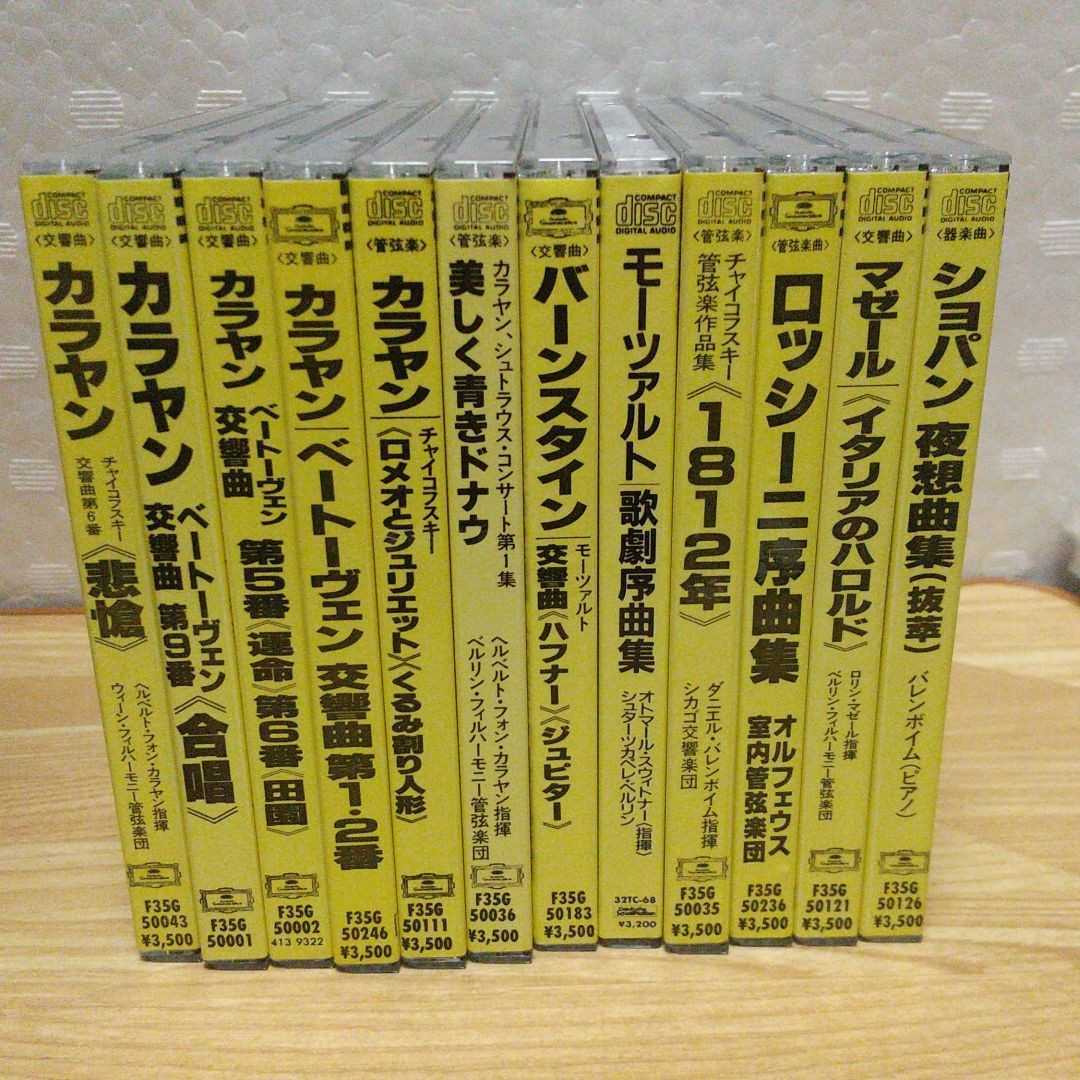 COMPACT
disc
DIGITAL AUDIO
〈交響曲〉
カラヤン
チャイコフスキー
交響曲第6番
《悲愴》
ヘルベルト・フォン・カラヤン指揮
ウィーン・フィルハーモニー管弦楽団
F35G
50043
¥3,500
COMPACT
disc
DIGITAL AUDIO
〈交響曲〉
カラヤン
ベートーヴェン
交響曲 第9番
《合唱》
F35G
50001
COMPACT
disc
DIGITAL AUDIO
〈交響曲〉
カラヤン
ベートーヴェン
交響曲
第5番《運命》第6番《田園》
F35G
50002
413 9322
〈交響曲〉
カラヤン/ベートーヴェン 交響曲 第1・2番
F35G
50246
¥3,500
COMPACT
disc
DIGITAL AUDIO
〈管弦楽〉
カラヤン
チャイコフスキー
《ロメオとジュリエット》《くるみ割り人形》
F35G
50111
¥3,500
COMPACT
disc
DIGITAL AUDIO
〈管弦楽〉
カラヤン、シュトラウス・コンサート第1集
美しく青きドナウ
ヘルベルト・フォン・カラヤン指揮
ベルリン・フィルハーモニー管弦楽団
F35G
50036
¥3,500
〈交響曲〉
バーンスタイン
モーツァルト
交響曲《ハフナー》《ジュピター》
F35G
50183
¥3,500
COMPACT
disc
DIGITAL AUDIO
モーツァルト/歌劇序曲集
オトマール・スウィトナー(指揮)
シュターツカペレ・ベルリン
32TC-68
¥3,200
COMPACT
disc
DIGITAL AUDIO
〈管弦楽〉
チャイコフスキー
管弦楽作品集
《1812年》
ダニエル・バレンボイム指揮
シカゴ交響楽団
F35G
50035
¥3,500
〈管弦楽曲〉
ロッシーニ序曲集
オルフェウス
室内管弦楽団
F35G
50236
¥3,500
COMPACT
disc
DIGITAL AUDIO
〈交響曲〉
マゼール/《イタリアのハロルド》
ロリン・マゼール指揮
ベルリン・フィルハーモニー管弦楽団
F35G
50121
¥3,500
COMPACT
disc
DIGITAL AUDIO
〈器楽曲〉
ショパン 夜想曲集(抜萃)
バレンボイム(ピアノ)
F35G
50126
¥3,500